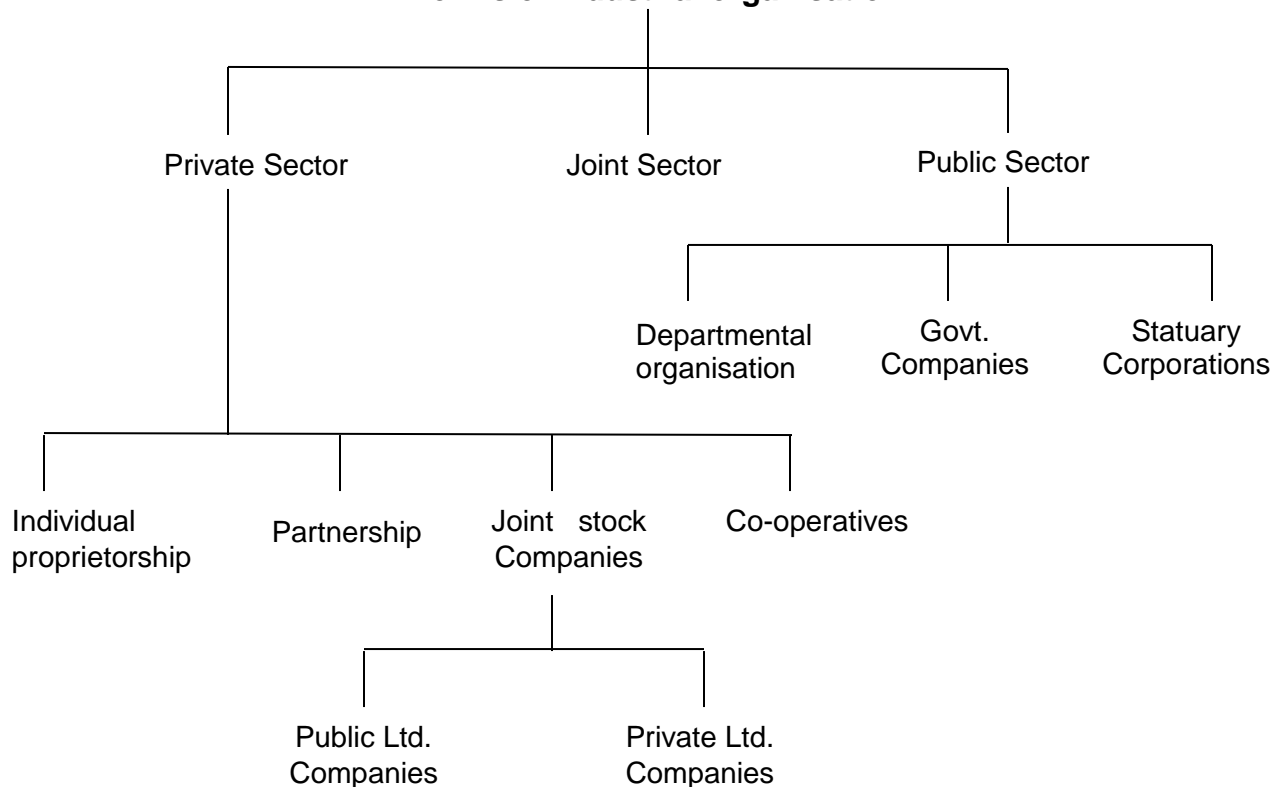 Private Sector
Joint Sector
Public Sector
Departmental
organisation
Govt.
Companies
Statuary
Corporations
Individual
proprietorship
Partnership
Joint stock
Companies
Co-operatives
Public Ltd.
Companies
Private Ltd.
Companies